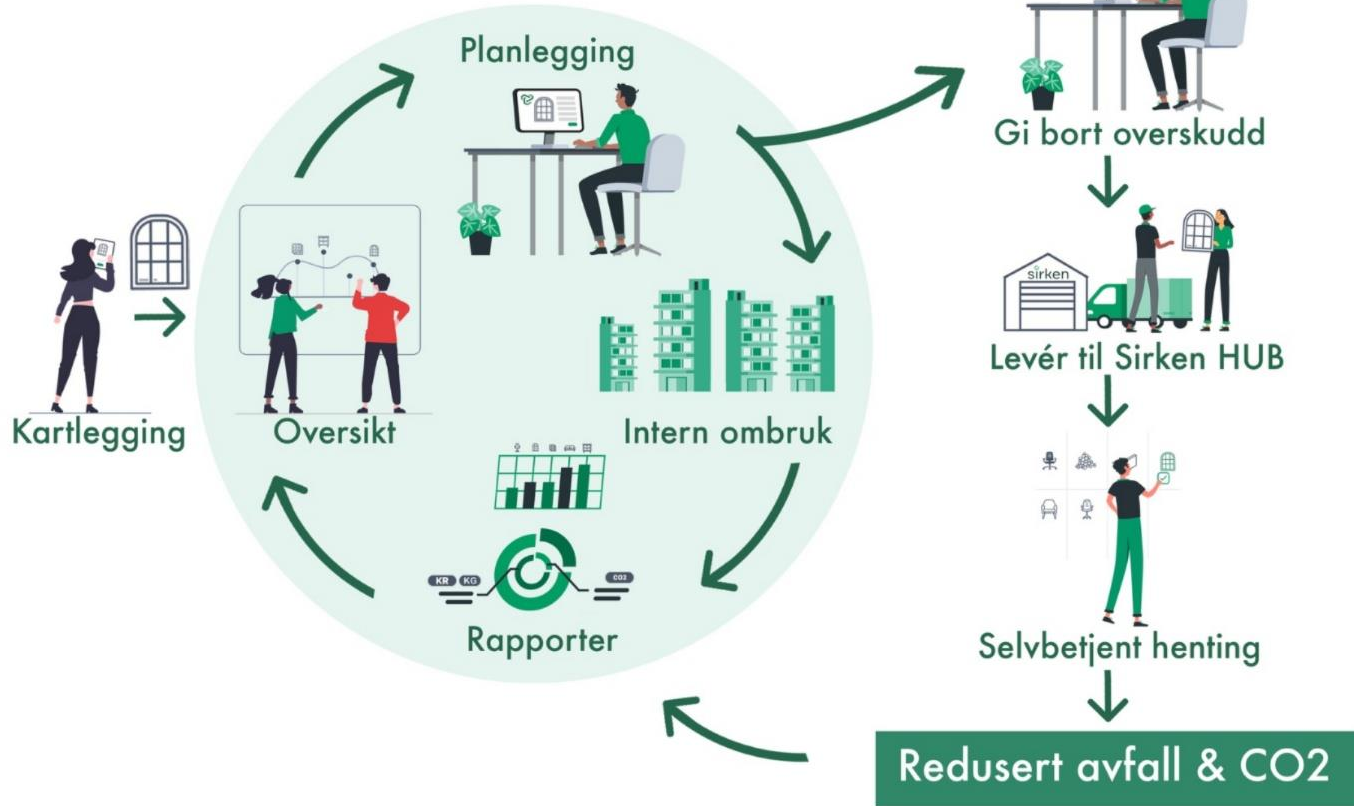 Planlegging
Gi bort overskudd
sirken
Levér til Sirken HUB
Kartlegging
Oversikt
Intern ombruk
KR KG
CO2
Rapporter
Selvbetjent henting
Redusert avfall & CO2